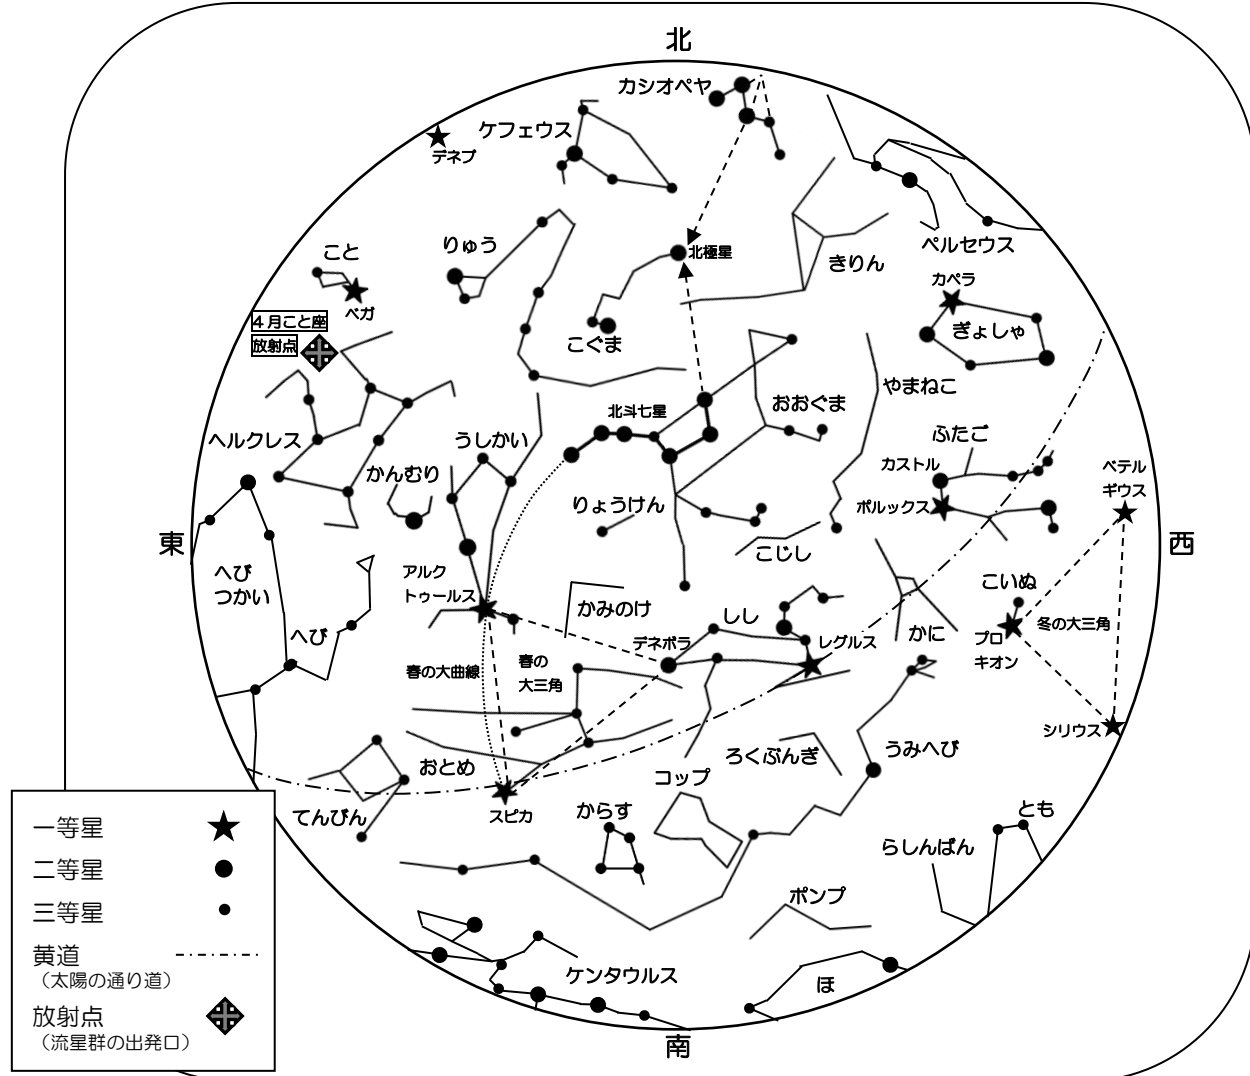 北
カシオペヤ
ケフェウス
デネブ
ペルセウス
りゅう
こと
北極星
きりん
カペラ
ベガ
4月こと座
放射点
ぎょしゃ
こぐま
やまねこ
おおぐま
北斗七星
ふたご
ヘルクレス
うしかい
カストル
ベテル
ギウス
かんむり
りょうけん
ポルックス
東
西
こじし
へび
つかい
アルク
トゥールス
こいぬ
かみのけ
しし
冬の大三角
へび
デネボラ
レグルス
かに
プロ
キオン
春の大曲線
春の
大三角
シリウス
おとめ
ろくぶんぎ
うみへび
コップ
てんびん
スピカ
からす
とも
らしんばん
ポンプ
ケンタウルス
ほ
南
一等星
二等星
三等星
黄道
（太陽の通り道）
放射点
（流星群の出発口）